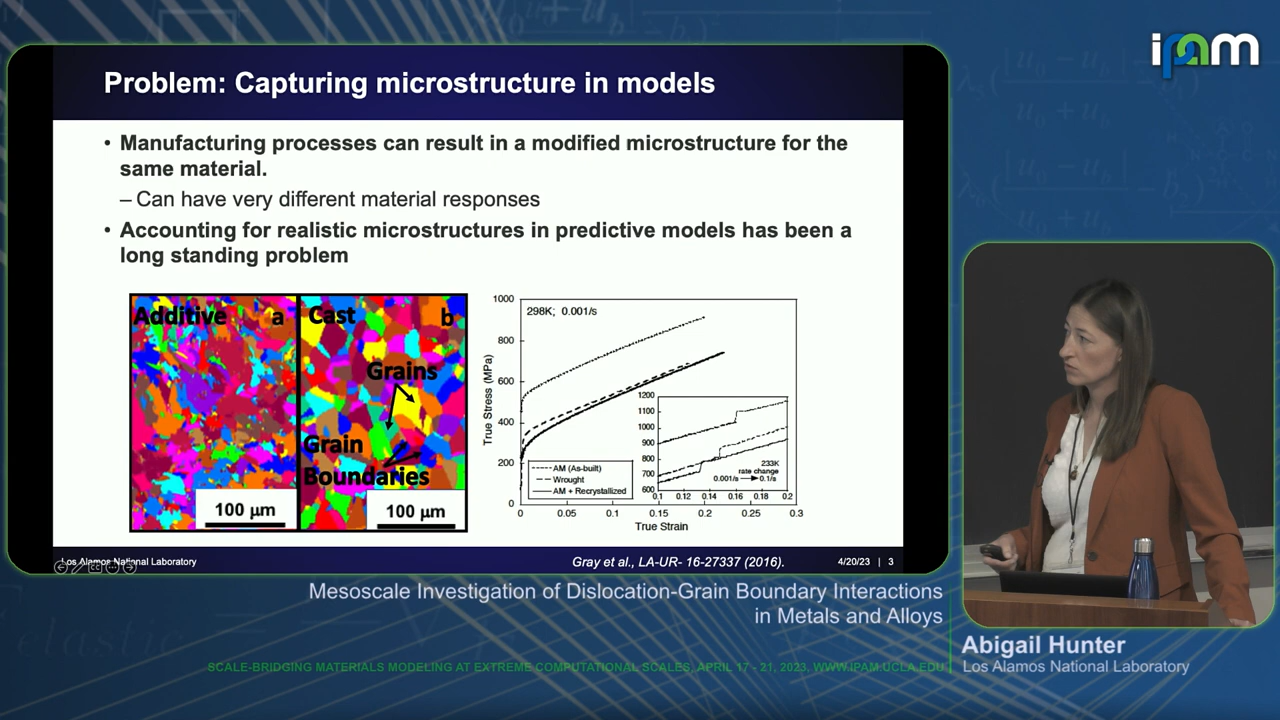 ipam
Problem: Capturing microstructure in models
• Manufacturing processes can result in a modified microstructure for the
same material.
– Can have very different material responses
• Accounting for realistic microstructures in predictive models has been a
long standing problem
Additive a
Cast b
Grains
Grain
Boundaries
100 µm
100 µm
1000
800
600
400
200
0
True Stress (MPa)
298K; 0.001/s
AM (As-built)
Wrought
AM + Recrystallized
1200
1100
1000
900
800
700
600
233K
rate change
0.001/s 0.1/s
0.1 0.12 0.14 0.16 0.18 0.2
0 0.05 0.1 0.15 0.2 0.25 0.3
True Strain
Los Alamos National Laboratory
Gray et al., LA-UR- 16-27337 (2016).
4/20/23 | 3
Mesoscale Investigation of Dislocation-Grain Boundary Interactions
in Metals and Alloys
Abigail Hunter
Los Alamos National Laboratory
SCALE-BRIDGING MATERIALS MODELING AT EXTREME COMPUTATIONAL SCALES, APRIL 17 - 21, 2023, WWW.IPAM.UCLA.EDU